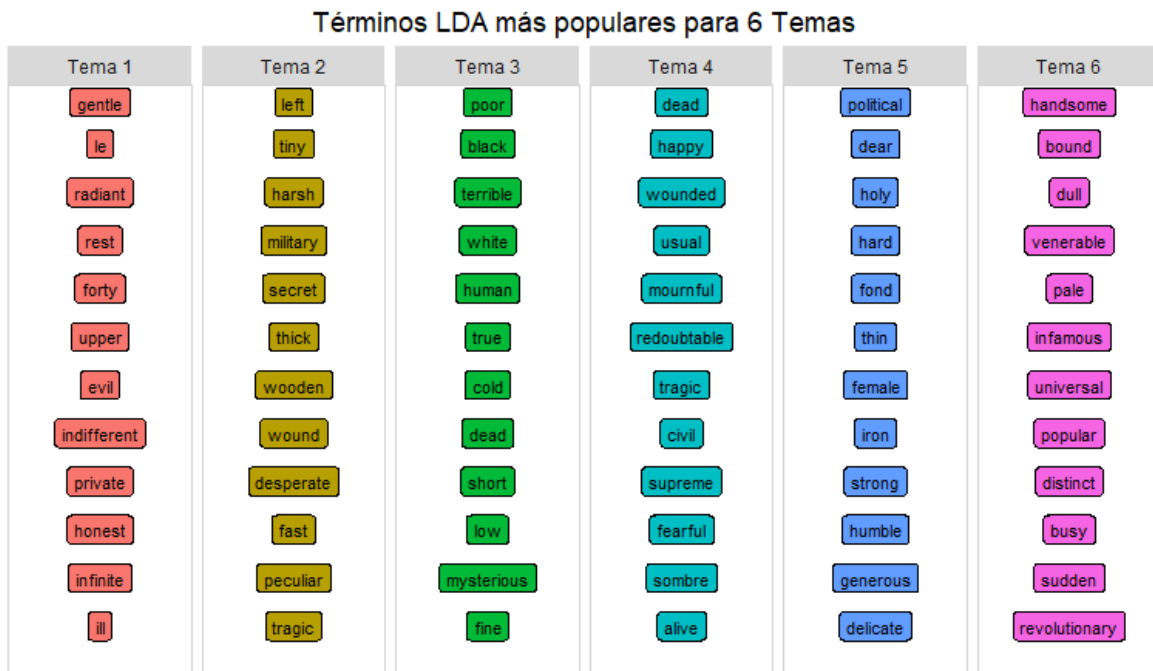 Términos LDA más populares para 6 Temas
Tema 1 Tema 2 Tema 3 Tema 4 Tema 5 Tema 6
gentle left poor dead political handsome
le tiny black happy dear bound
radiant harsh terrible wounded holy dull
rest military white usual hard venerable
forty secret human mournful fond pale
upper thick true redoubtable thin infamous
evil wooden cold tragic female universal
indifferent wound dead civil iron popular
private desperate short supreme strong distinct
honest fast low fearful humble busy
infinite peculiar mysterious sombre generous sudden
ill tragic fine alive delicate revolutionary